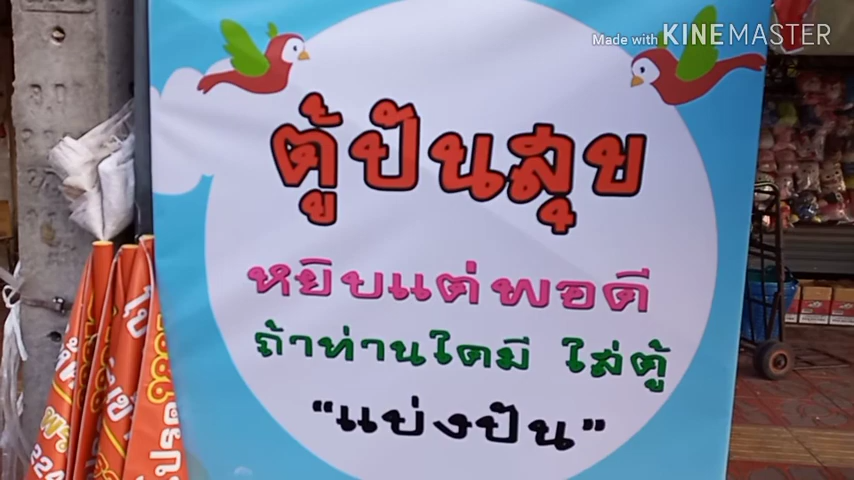 Made with KINEMASTER
ตู้ปันสุข
หยิบแต่พอดี
ถ้าท่านใดมี ใส่ตู้
"แบ่งปัน"